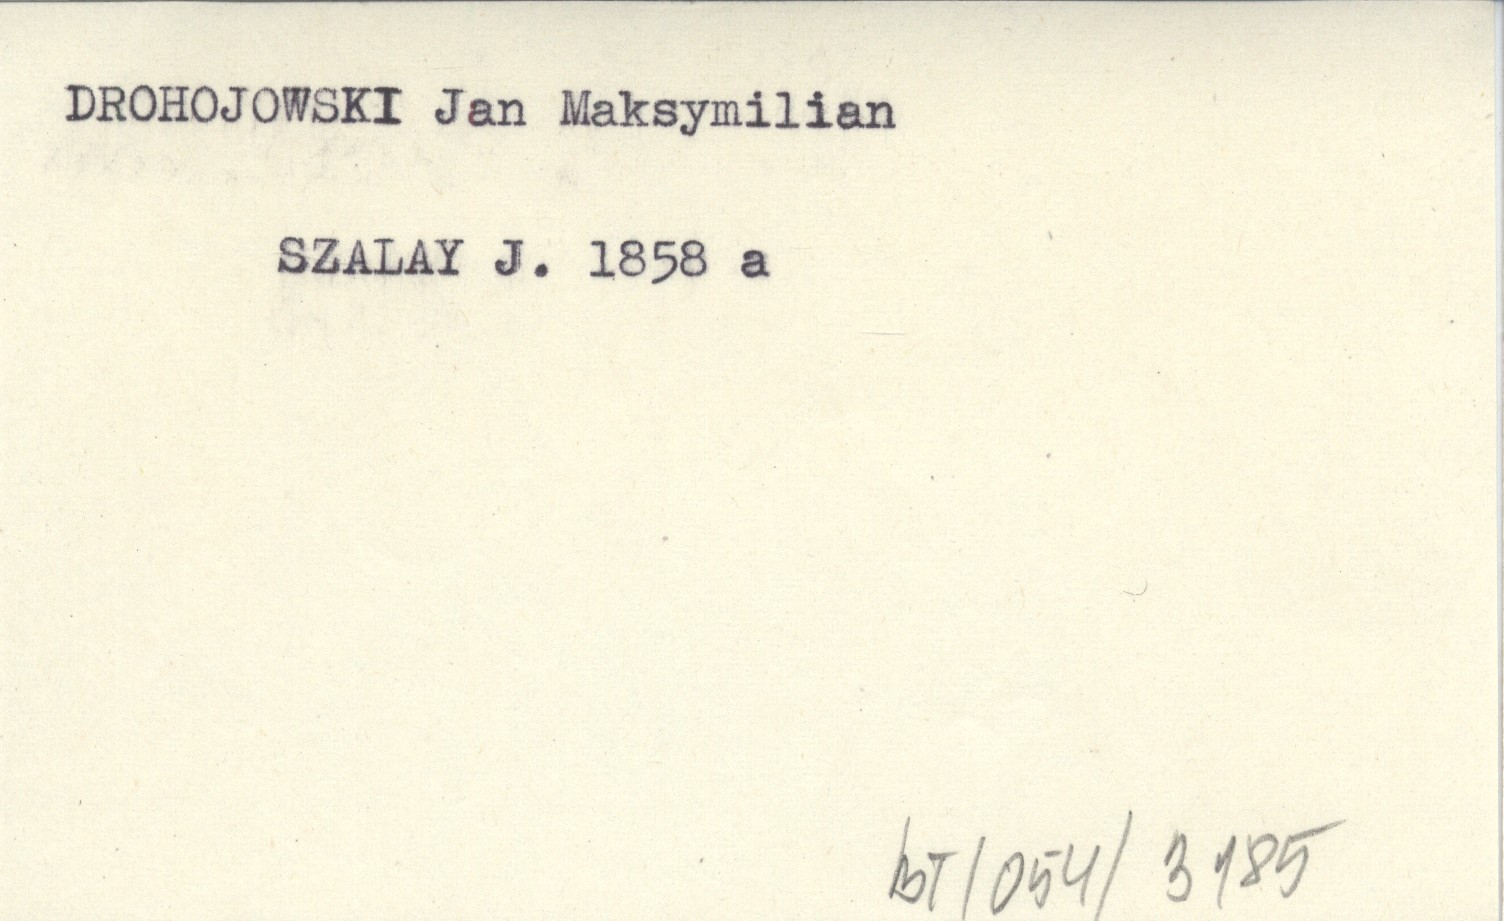 DROHOJOWSKI Jan Maksymilian
SZALAY J. 1858 a
BT/054/ 3185